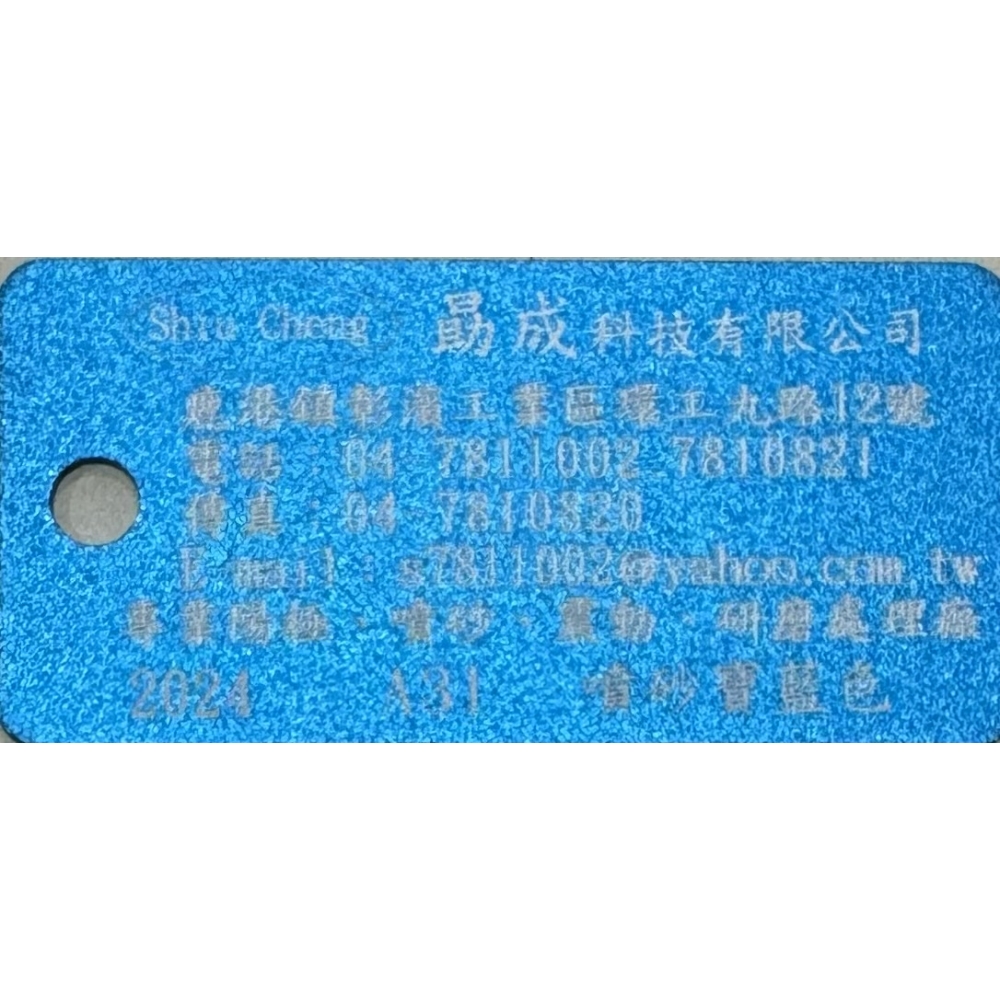 Shiu Cheng 勗成科技有限公司
鹿港鎮彰濱工業區環工九路12號
電話：04 7811002 7810821
傳真：04 7810820
E-mail：s7811002@yahoo.com.tw
專業陽極、噴砂、震動、研磨處理廠
2024 A31 噴砂寶藍色